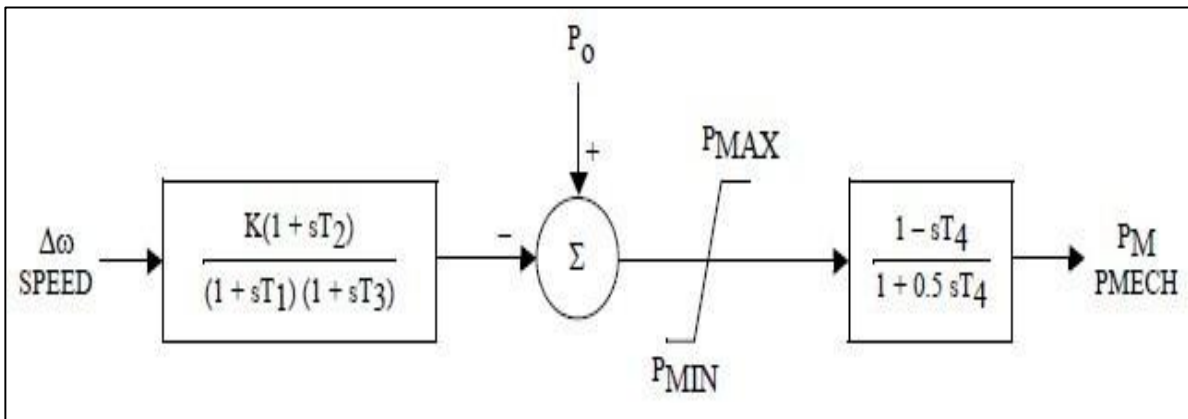 P₀
+
PMAX
K(1 + sT₂)
(1 + sT₁) (1 + sT₃)
Δω
SPEED
−
Σ
PMIN
1 − sT₄
1 + 0.5 sT₄
PM
PMECH